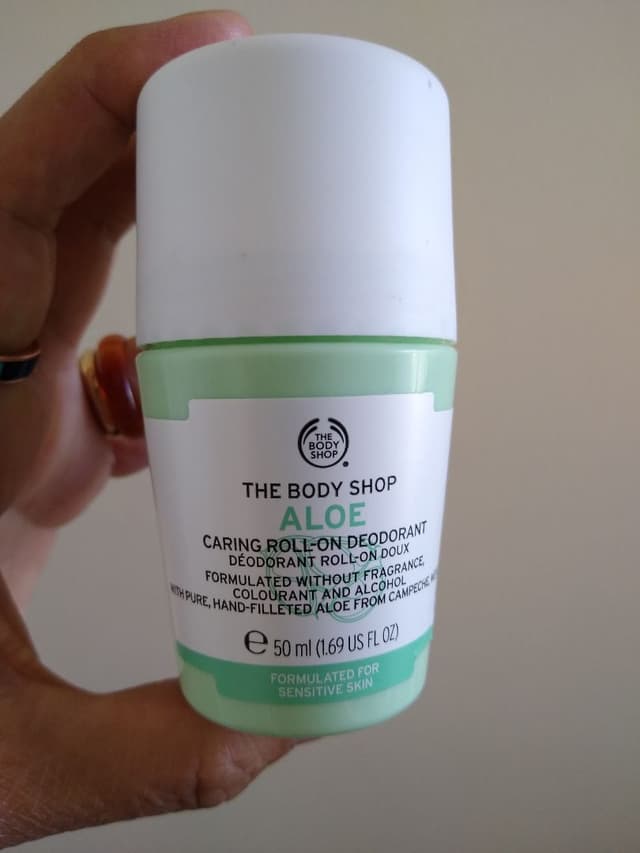 THE
BODY
SHOP
THE BODY SHOP
ALOE
CARING ROLL-ON DEODORANT
DÉODORANT ROLL-ON DOUX
FORMULATED WITHOUT FRAGRANCE,
COLOURANT AND ALCOHOL
WITH PURE, HAND-FILLETED ALOE FROM CAMPECHE,
℮ 50 ml (1.69 US FL OZ)
FORMULATED FOR
SENSITIVE SKIN